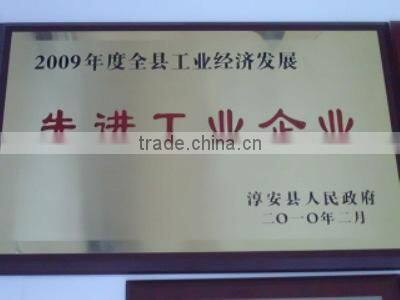 2009年度全县工业经济发展
先进工业企业
trade.china.cn
淳安县人民政府
二〇一〇年二月